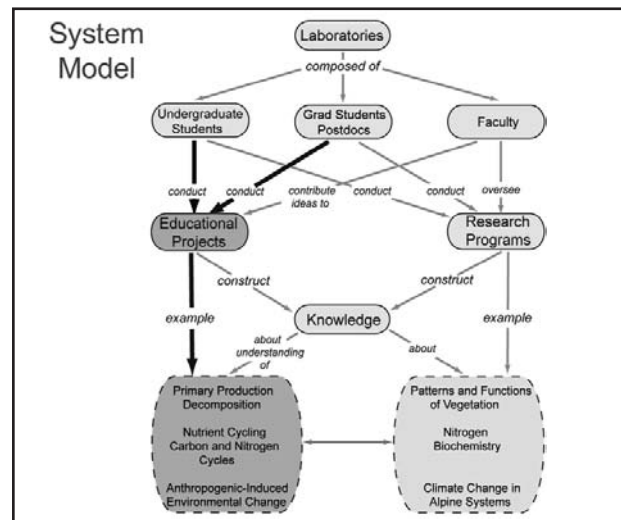 System
Model
Laboratories
composed of
Undergraduate
Students
Grad Students
Postdocs
Faculty
conduct
conduct
contribute
ideas to
conduct
conduct
oversee
Educational
Projects
Research
Programs
construct
construct
example
Knowledge
example
about
understanding
of
about
Primary Production
Decomposition
Nutrient Cycling
Carbon and Nitrogen
Cycles
Anthropogenic-Induced
Environmental Change
Patterns and Functions
of Vegetation
Nitrogen
Biochemistry
Climate Change in
Alpine Systems